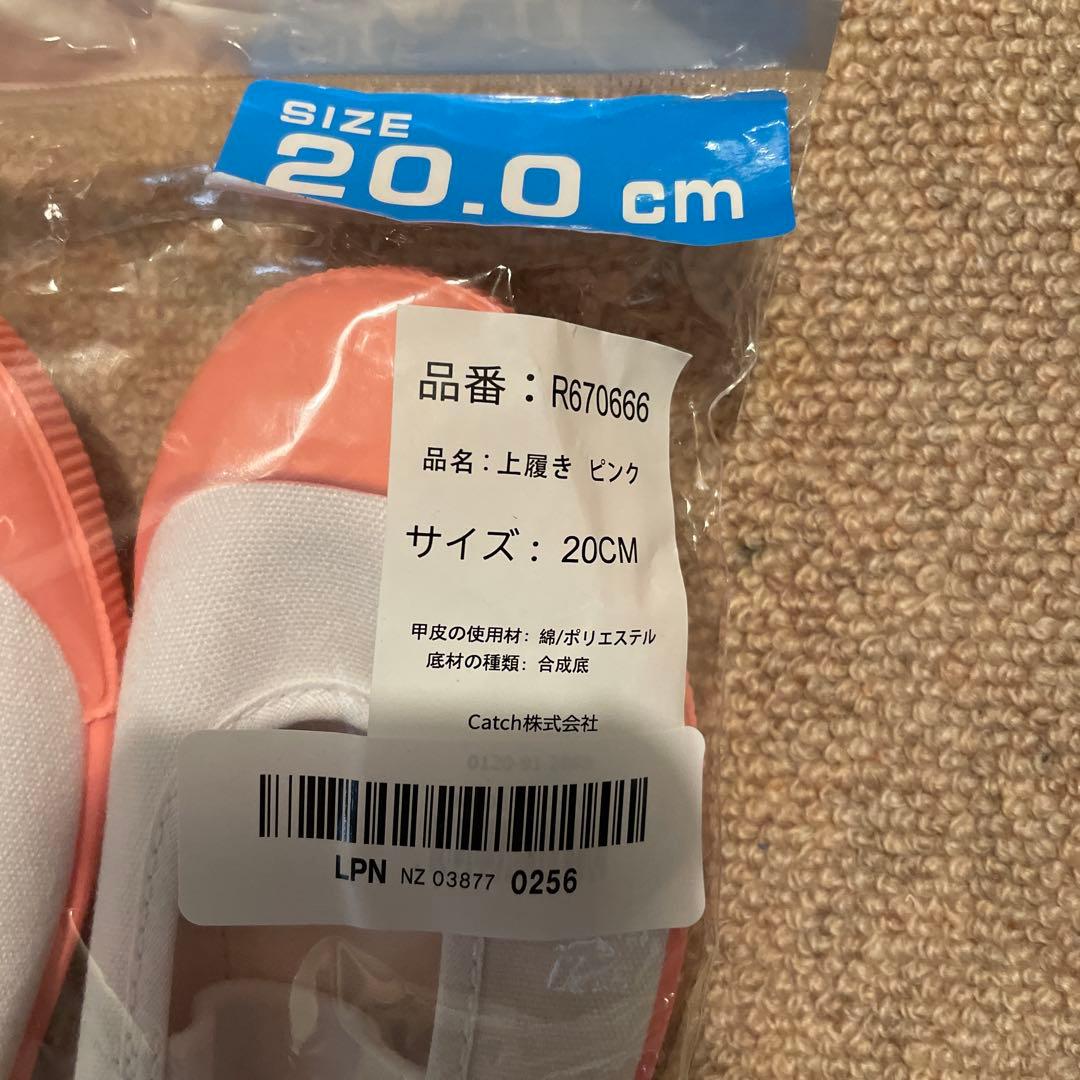 SIZE
20.0 cm
品番：R670666
品名：上履き ピンク
サイズ： 20CM
甲皮の使用材: 綿/ポリエステル
底材の種類: 合成底
Catch株式会社
LPN NZ 03877 0256